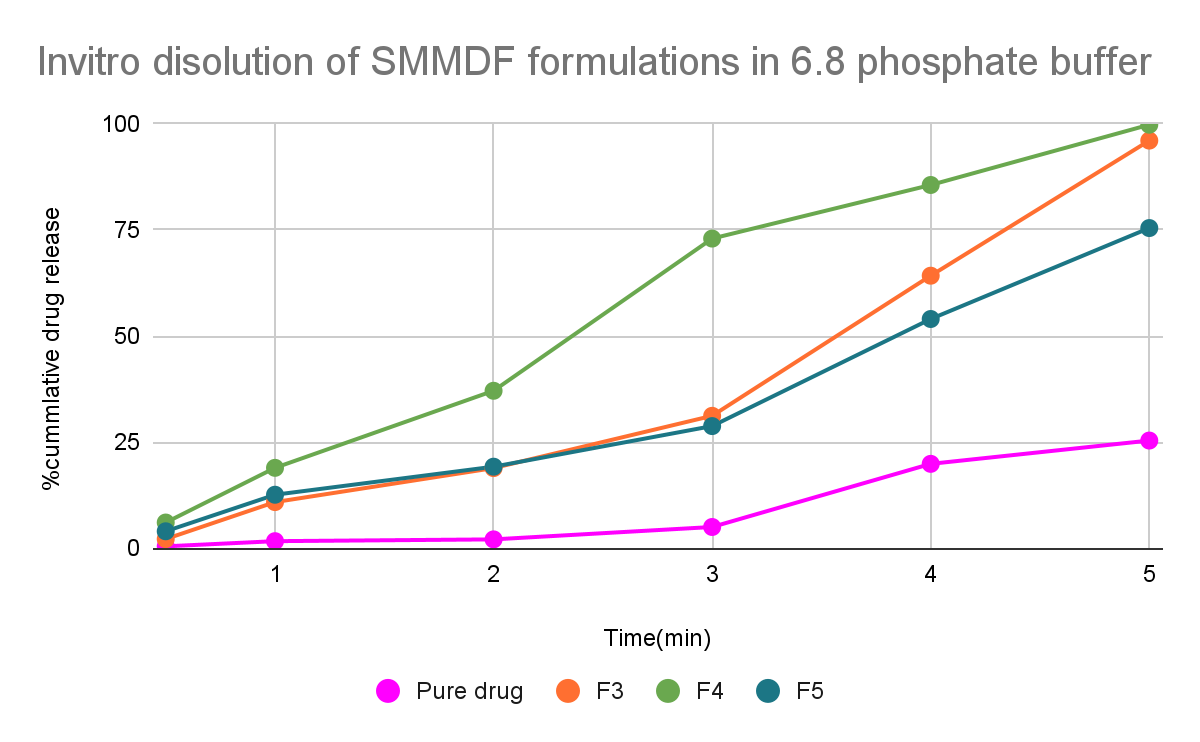 Invitro disolution of SMMDF formulations in 6.8 phosphate buffer
%cummlative drug release
100
75
50
25
0
1 2 3 4 5
Time(min)
Pure drug F3 F4 F5